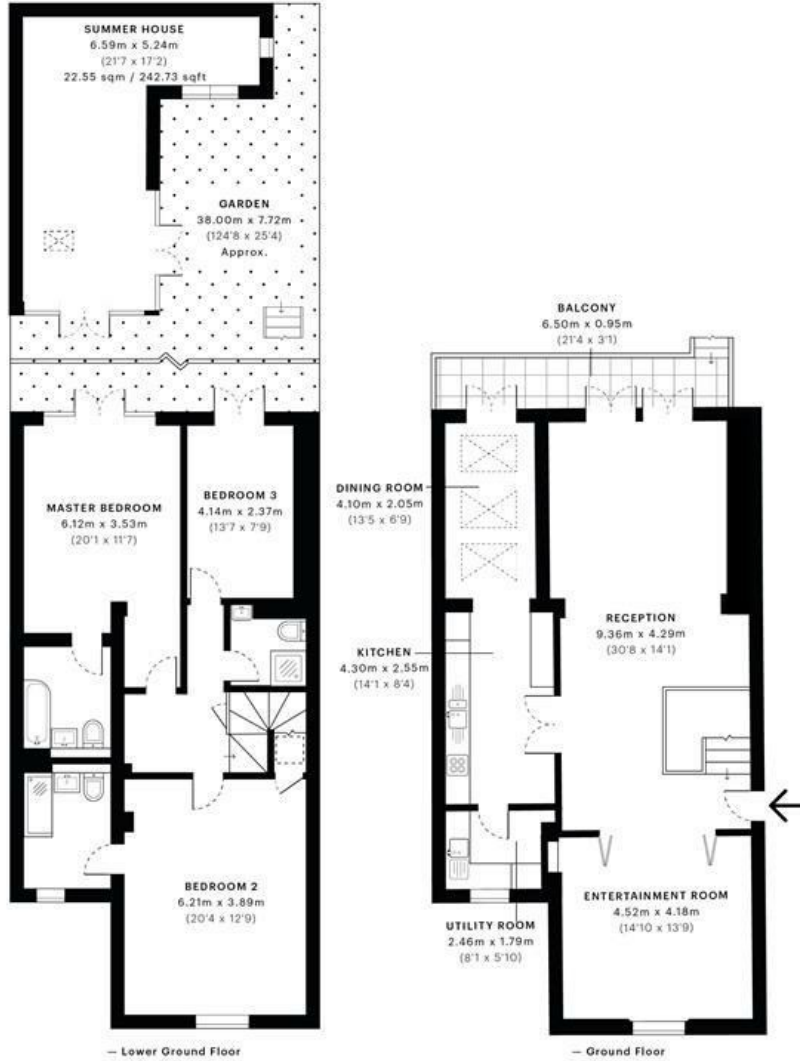 SUMMER HOUSE
6.59m x 5.24m
(21'7 x 17'2)
22.55 sqm / 242.73 sqft
GARDEN
38.00m x 7.72m
(124'8 x 25'4)
Approx.
MASTER BEDROOM
6.12m x 3.53m
(20'1 x 11'7)
BEDROOM 3
4.14m x 2.37m
(13'7 x 7'9)
BEDROOM 2
6.21m x 3.89m
(20'4 x 12'9)
— Lower Ground Floor
BALCONY
6.50m x 0.95m
(21'4 x 3'1)
DINING ROOM
4.10m x 2.05m
(13'5 x 6'9)
RECEPTION
9.36m x 4.29m
(30'8 x 14'1)
KITCHEN
4.30m x 2.55m
(14'1 x 8'4)
ENTERTAINMENT ROOM
4.52m x 4.18m
(14'10 x 13'9)
UTILITY ROOM
2.46m x 1.79m
(8'1 x 5'10)
— Ground Floor